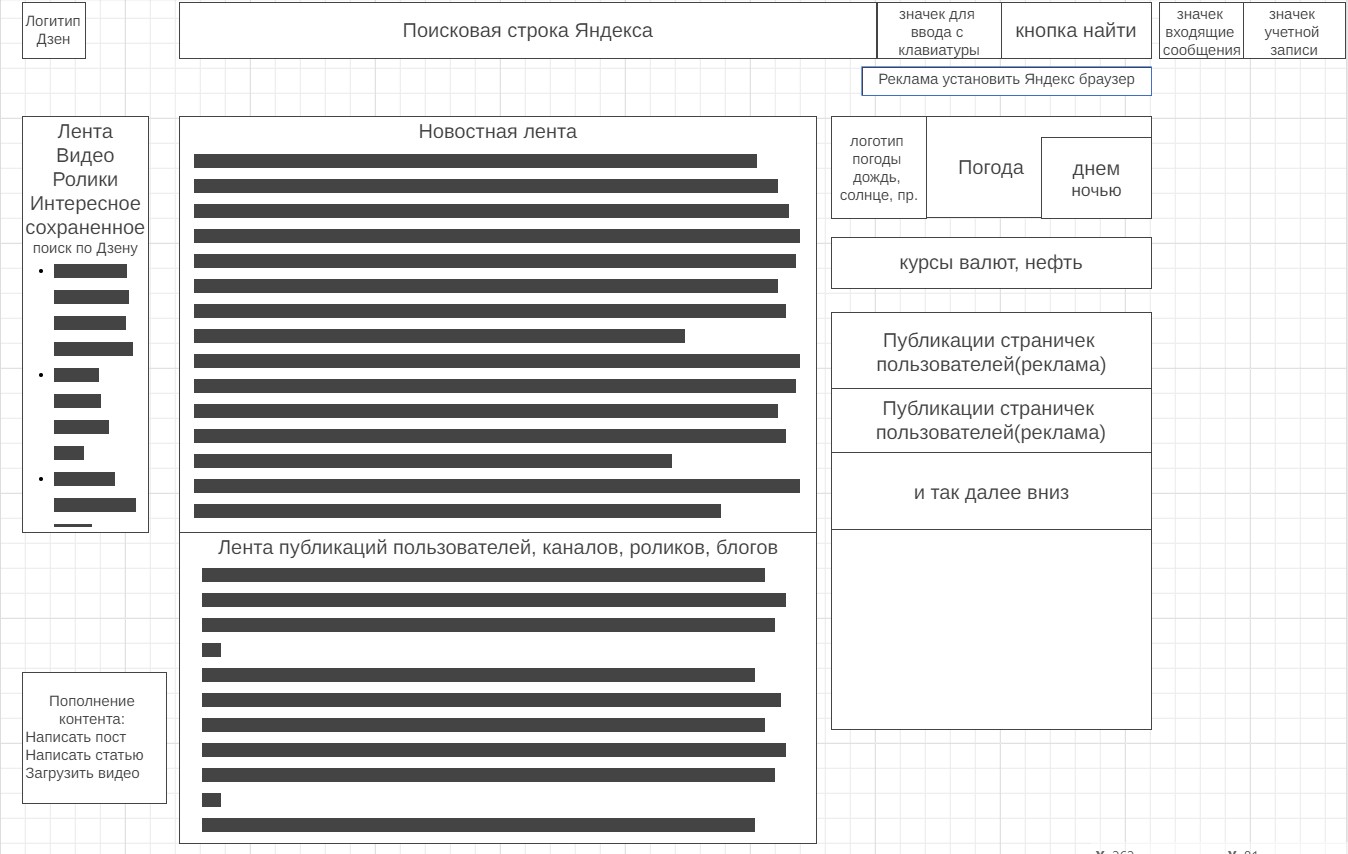 Логитип
Дзен
Поисковая строка Яндекса
значек для
ввода с
клавиатуры
кнопка найти
значек
входящие
сообщения
значек
учетной
записи
Реклама установить Яндекс браузер
Лента
Видео
Ролики
Интересное
сохраненное
поиск по Дзену
Новостная лента
логотип
погоды
дождь,
солнце, пр.
Погода
днем
ночью
курсы валют, нефть
Публикации страничек
пользователей(реклама)
Публикации страничек
пользователей(реклама)
и так далее вниз
Лента публикаций пользователей, каналов, роликов, блогов
Пополнение
контента:
Написать пост
Написать статью
Загрузить видео